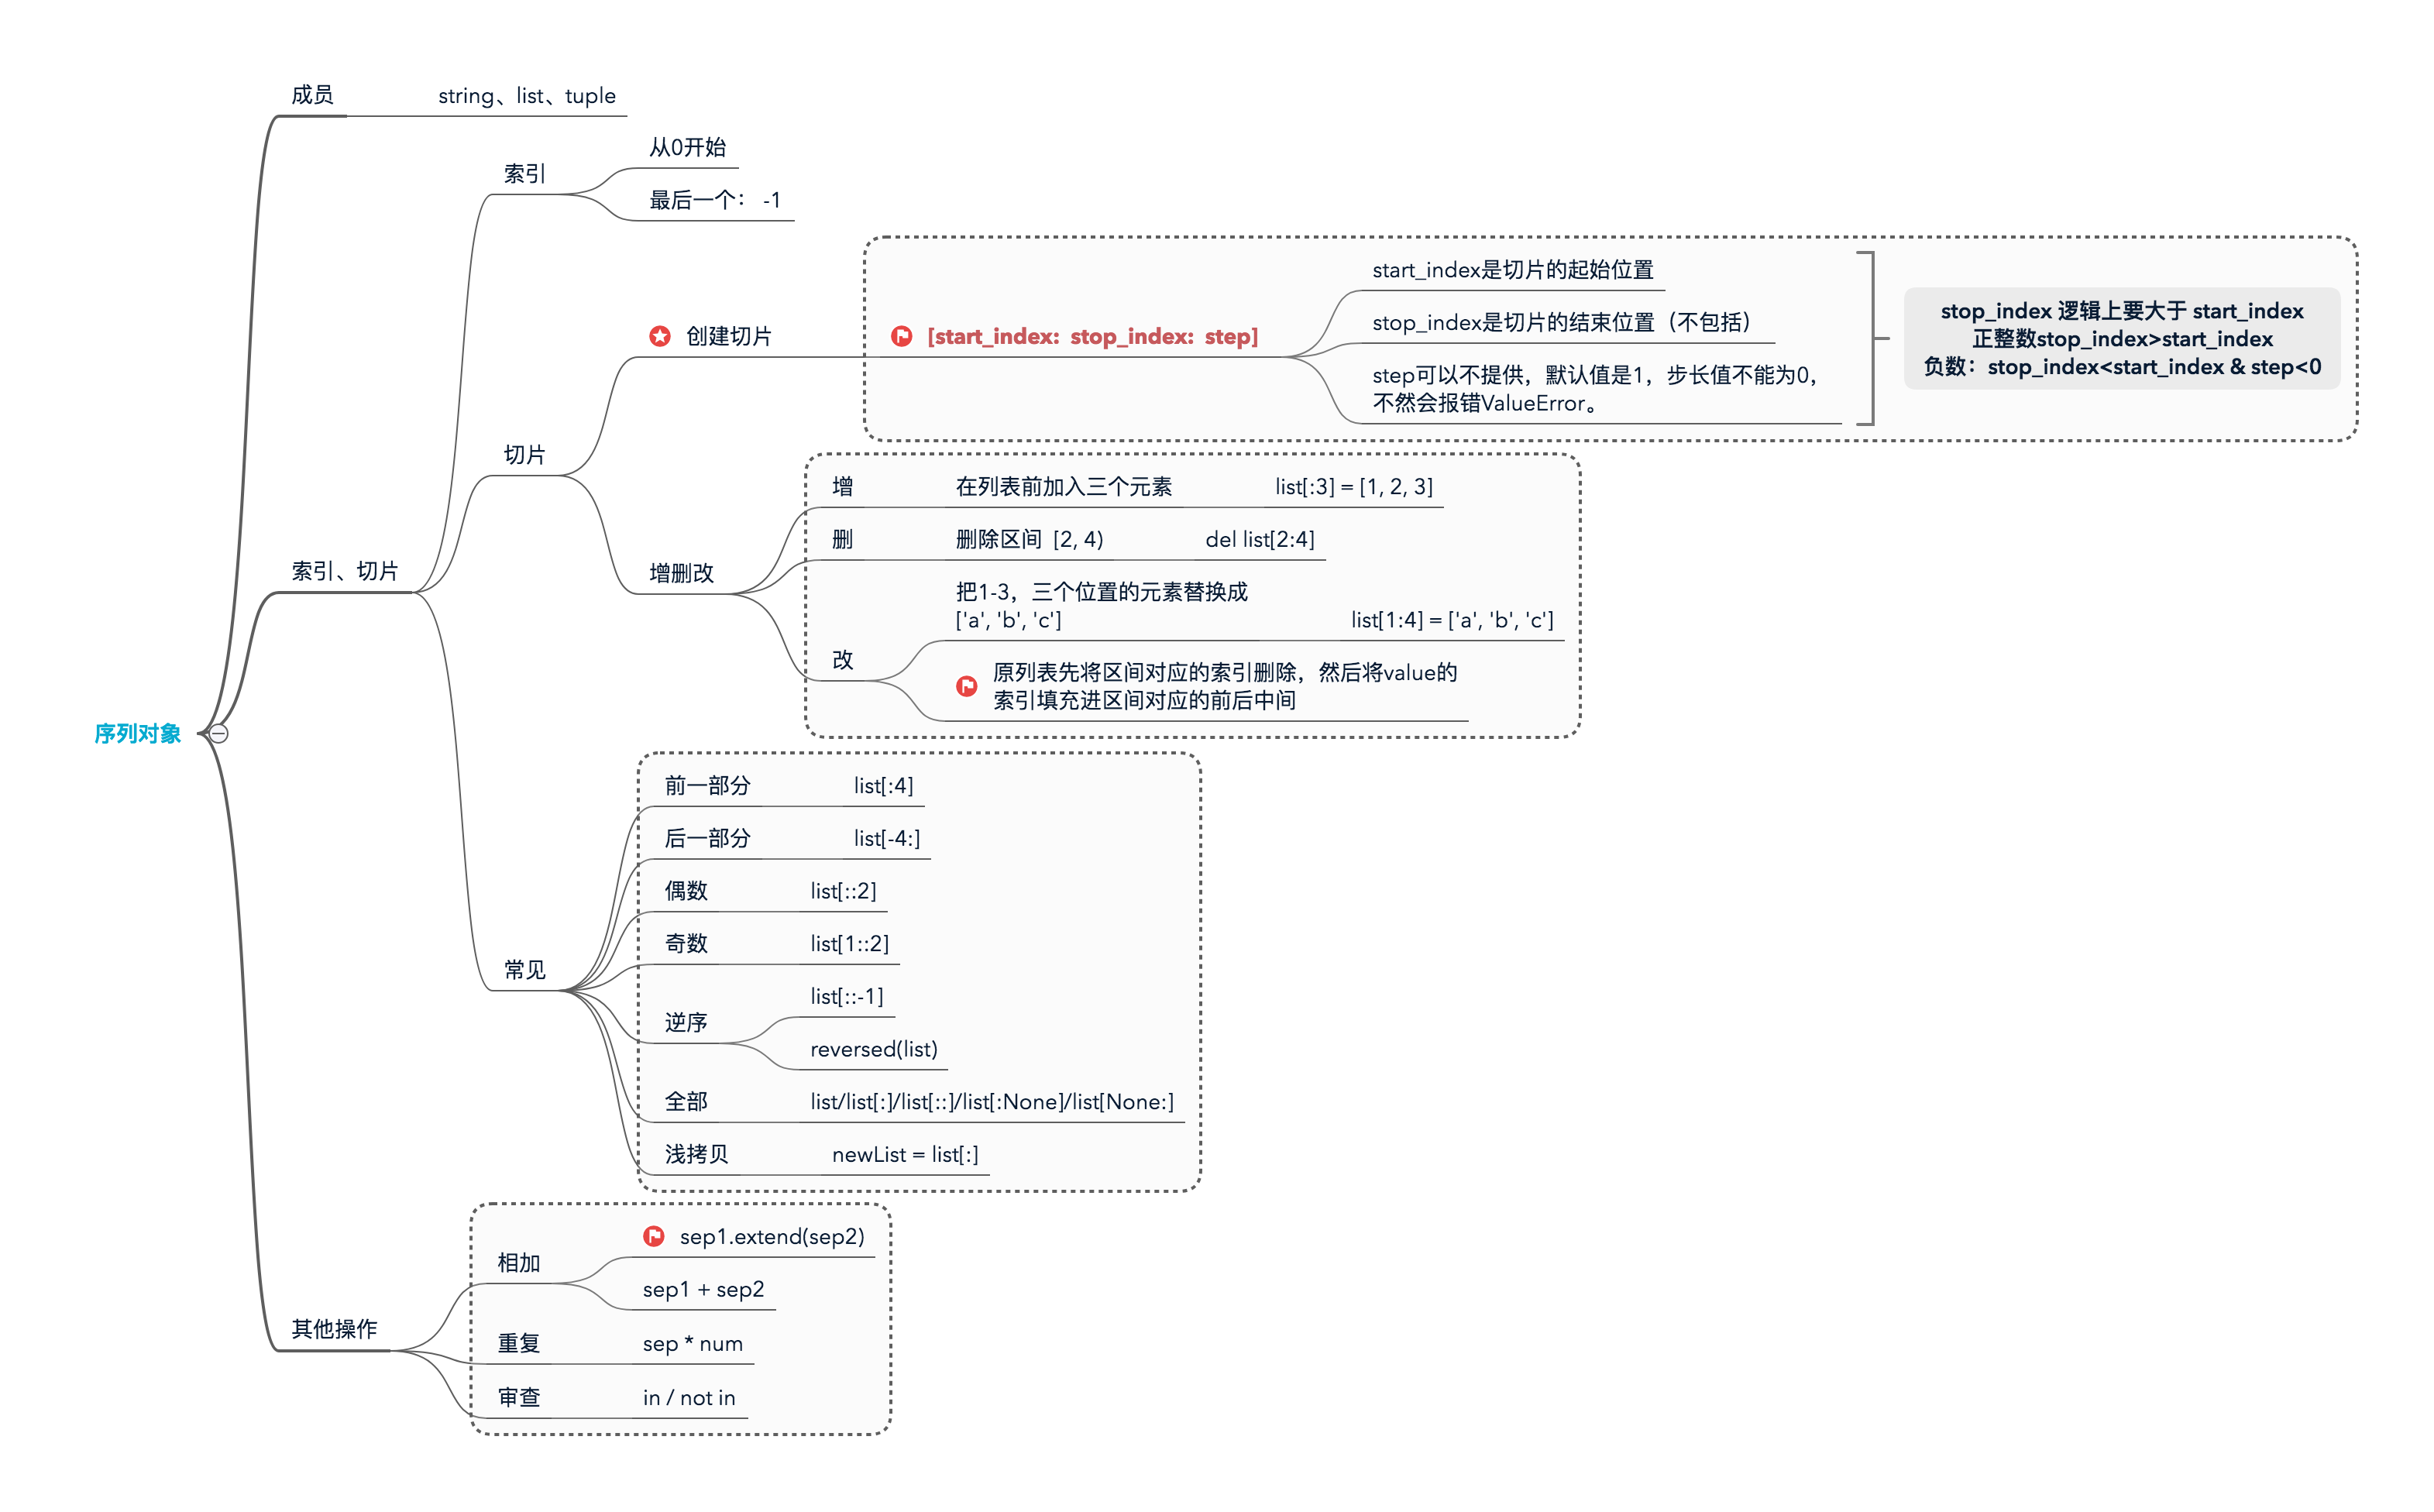 序列对象
成员
string、list、tuple
索引、切片
索引
从0开始
最后一个： -1
切片
创建切片
[start_index: stop_index: step]
start_index是切片的起始位置
stop_index是切片的结束位置（不包括）
step可以不提供，默认值是1，步长值不能为0，
不然会报错ValueError。
stop_index 逻辑上要大于 start_index
正整数stop_index>start_index
负数：stop_index<start_index & step<0
增删改
增
在列表前加入三个元素
list[:3] = [1, 2, 3]
删
删除区间 [2, 4)
del list[2:4]
改
把1-3，三个位置的元素替换成
['a', 'b', 'c']
list[1:4] = ['a', 'b', 'c']
原列表先将区间对应的索引删除，然后将value的
索引填充进区间对应的前后中间
常见
前一部分
list[:4]
后一部分
list[-4:]
偶数
list[::2]
奇数
list[1::2]
逆序
list[::-1]
reversed(list)
全部
list/list[:]/list[::]/list[:None]/list[None:]
浅拷贝
newList = list[:]
其他操作
相加
sep1.extend(sep2)
sep1 + sep2
重复
sep * num
审查
in / not in